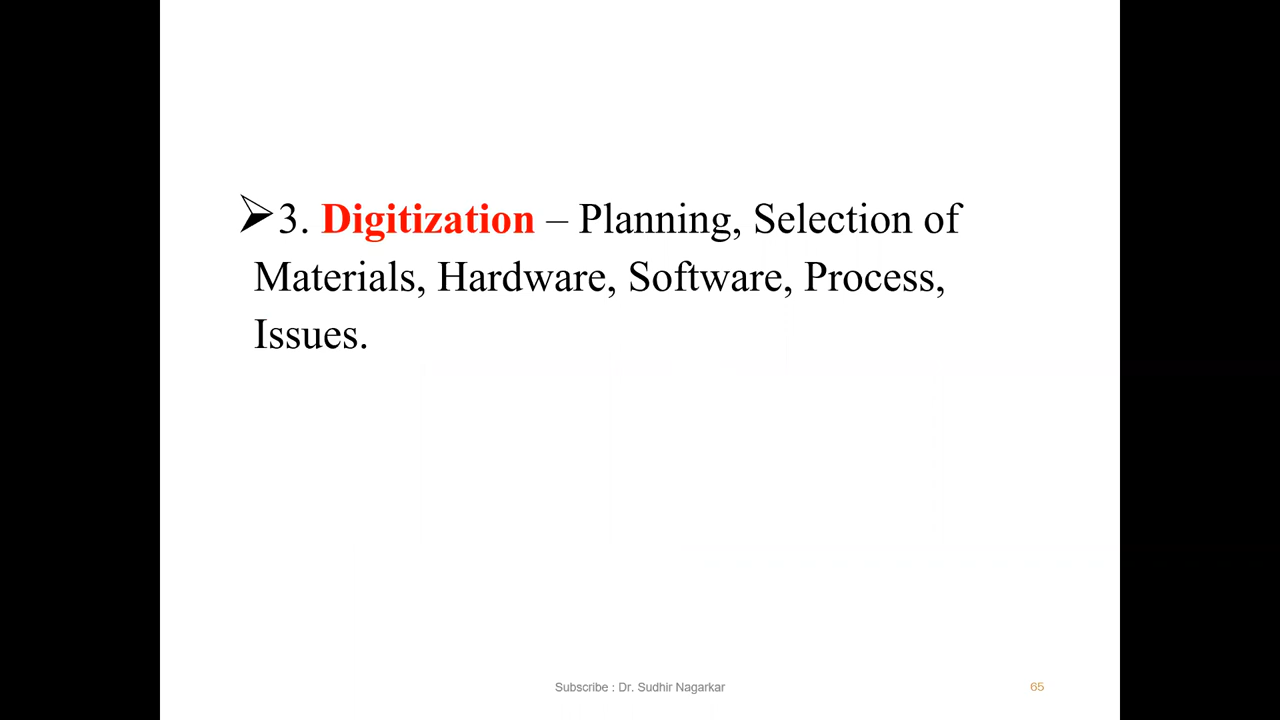 ➢3. Digitization – Planning, Selection of
Materials, Hardware, Software, Process,
Issues.
Subscribe : Dr. Sudhir Nagarkar
65